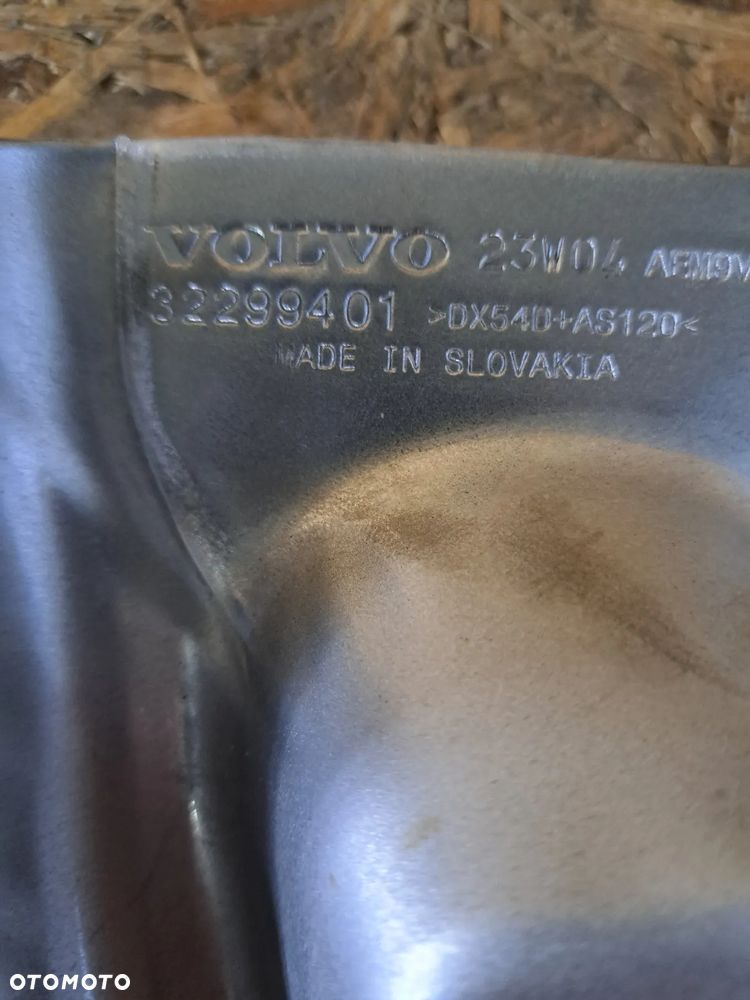 VOLVO 23W04
32299401 >DX54D+AS120<
MADE IN SLOVAKIA
OTOMOTO